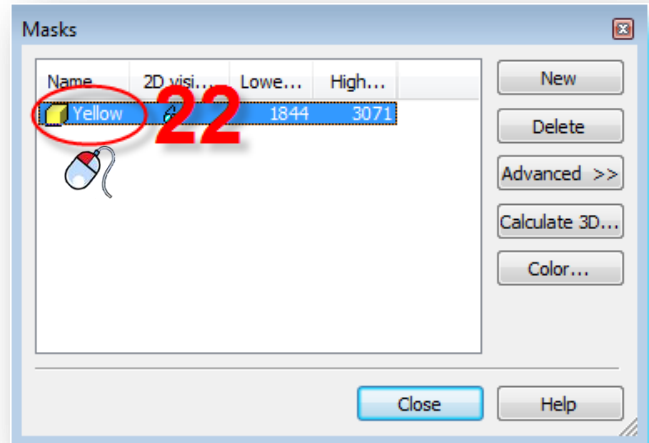 Masks
Name 2D visi... Lowe... High...
Yellow 1844 3071
22
New
Delete
Advanced >>
Calculate 3D...
Color...
Close Help